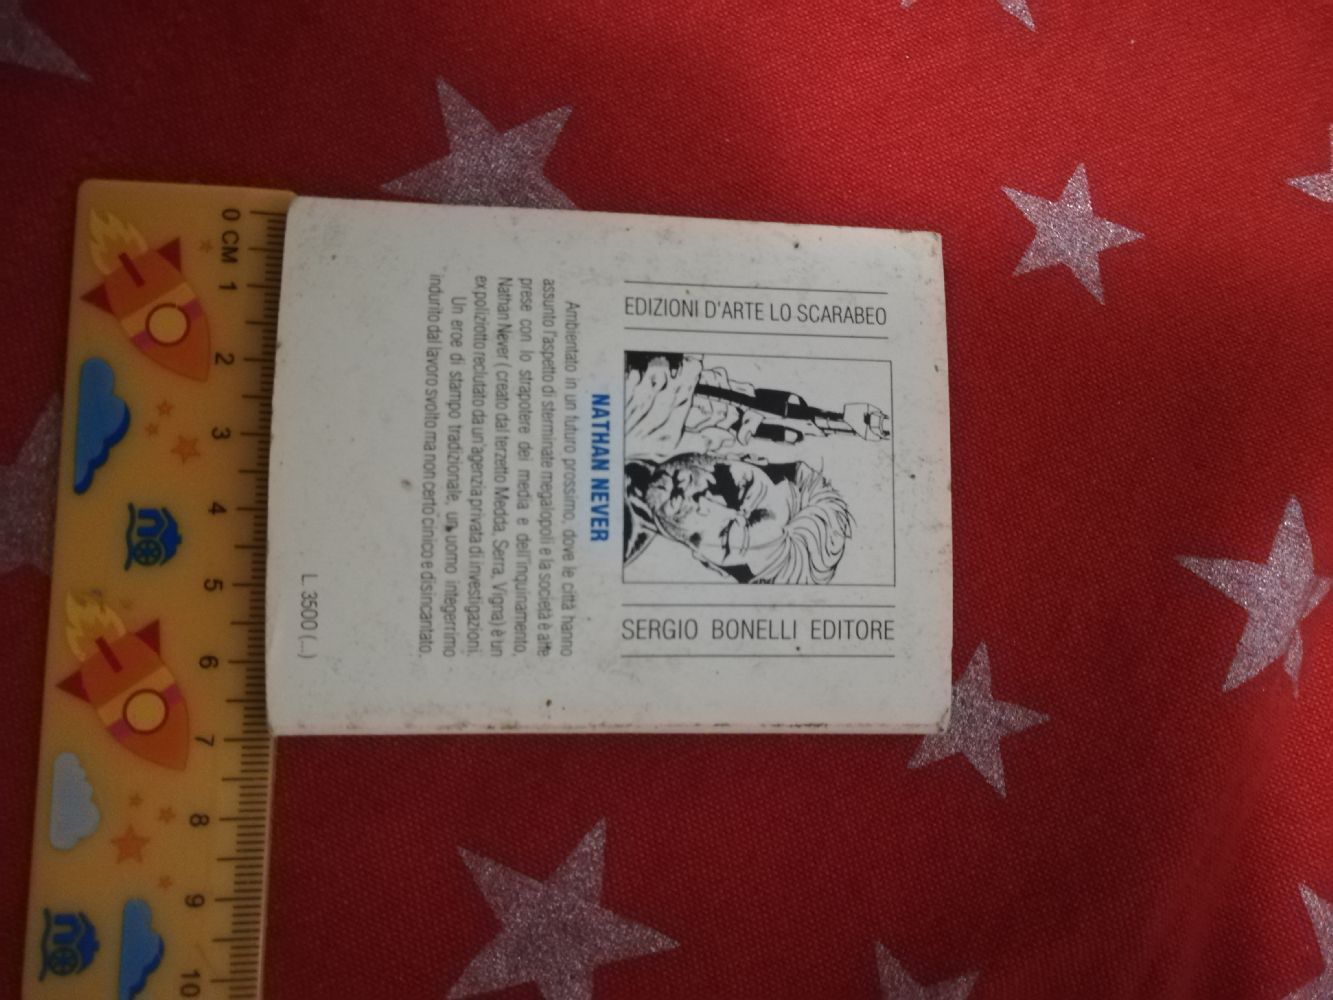 EDIZIONI D'ARTE LO SCARABEO
SERGIO BONELLI EDITORE
NATHAN NEVER
Ambientato in un futuro prossimo, dove le città hanno
assunto l'aspetto di sterminate megalopoli e la società è alle
prese con lo strapotere dei media e dell'inquinamento,
Nathan Never ( creato dal terzetto Medda, Serra, Vigna) è un
ex poliziotto reclutato da un'agenzia privata di investigazioni.
Un eroe di stampo tradizionale, un uomo integerrimo
indurito dal lavoro svolto ma non certo cinico e disincantato.
L. 3500 (...)
0 CM 1 2 3 4 5 6 7 8 9 10